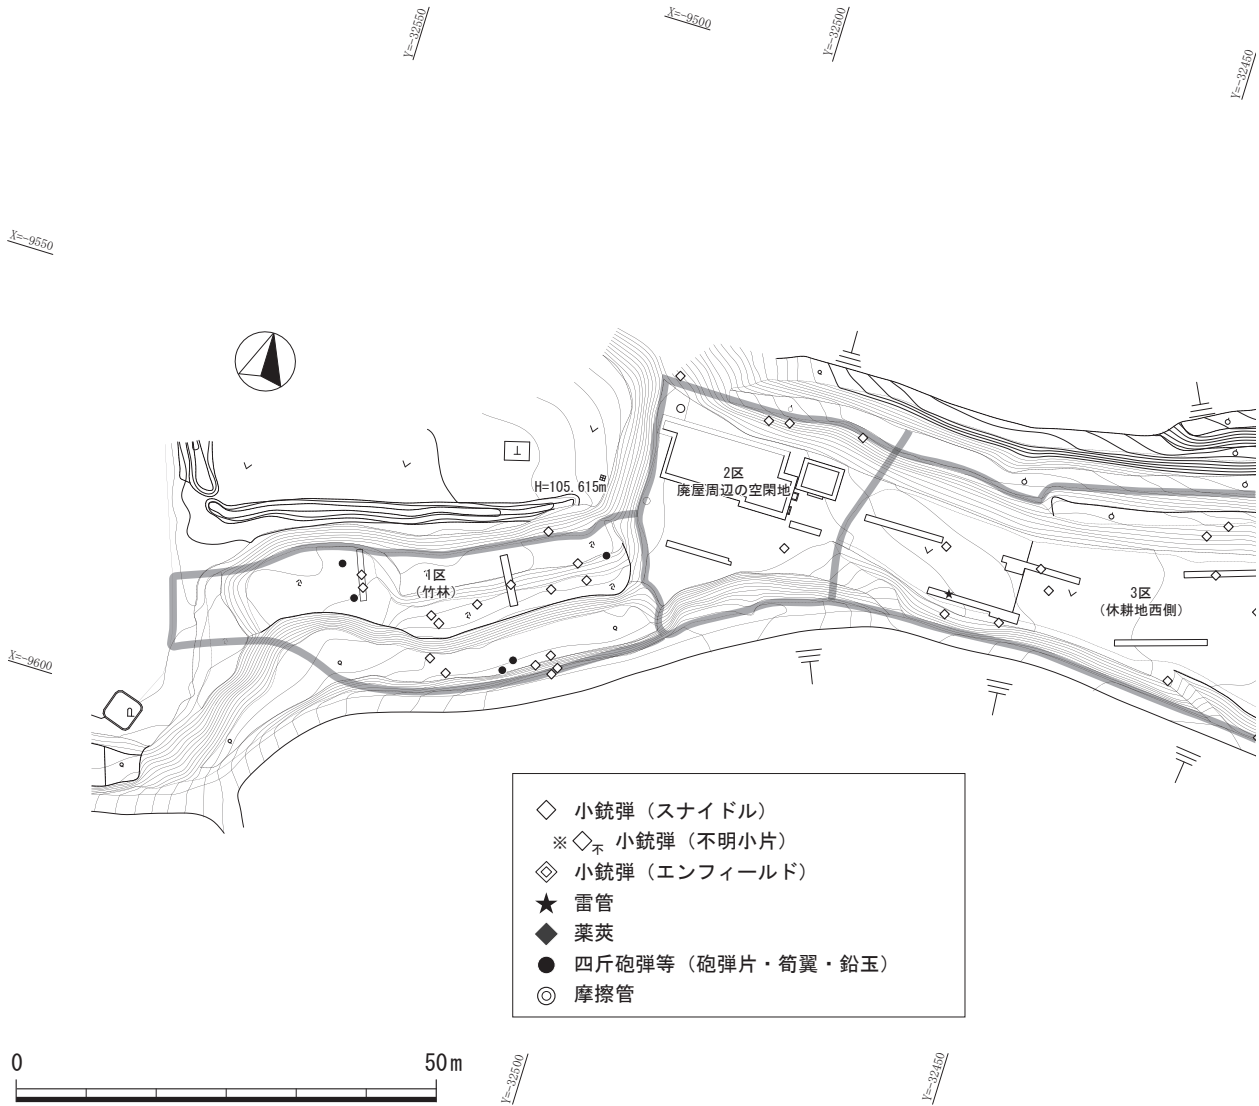 Y=-32550
X=-9500
Y=-32500
Y=-32450
X=-9550
H=105.615m
2区
廃屋周辺の空閑地
1区
(竹林)
3区
(休耕地西側)
X=-9600
P
小銃弾（スナイドル）
※◇不 小銃弾（不明小片）
小銃弾（エンフィールド）
雷管
薬莢
四斤砲弾等（砲弾片・筍翼・鉛玉）
摩擦管
0 50m
Y=-32500
Y=-32450